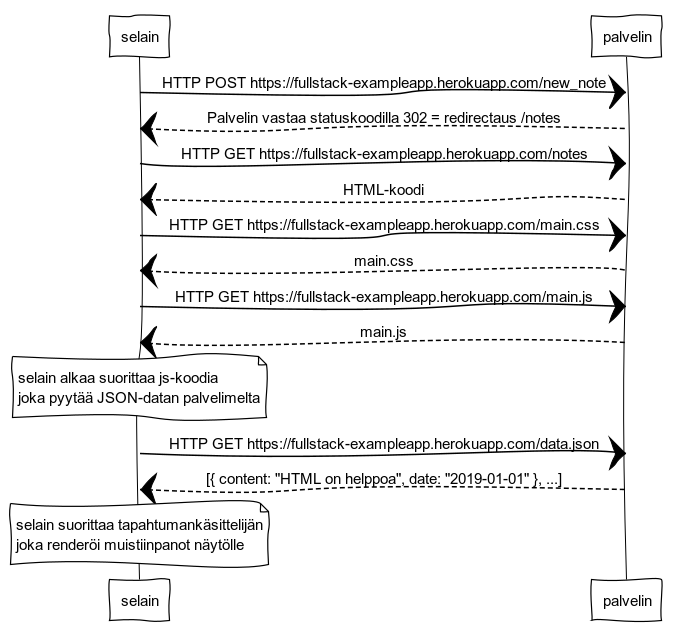 selain
palvelin
HTTP POST https://fullstack-exampleapp.herokuapp.com/new_note
Palvelin vastaa statuskoodilla 302 = redirectaus /notes
HTTP GET https://fullstack-exampleapp.herokuapp.com/notes
HTML-koodi
HTTP GET https://fullstack-exampleapp.herokuapp.com/main.css
main.css
HTTP GET https://fullstack-exampleapp.herokuapp.com/main.js
main.js
selain alkaa suorittaa js-koodia
joka pyytää JSON-datan palvelimelta
HTTP GET https://fullstack-exampleapp.herokuapp.com/data.json
[{ content: "HTML on helppoa", date: "2019-01-01" }, ...]
selain suorittaa tapahtumankäsittelijän
joka renderöi muistiinpanot näytölle
selain
palvelin